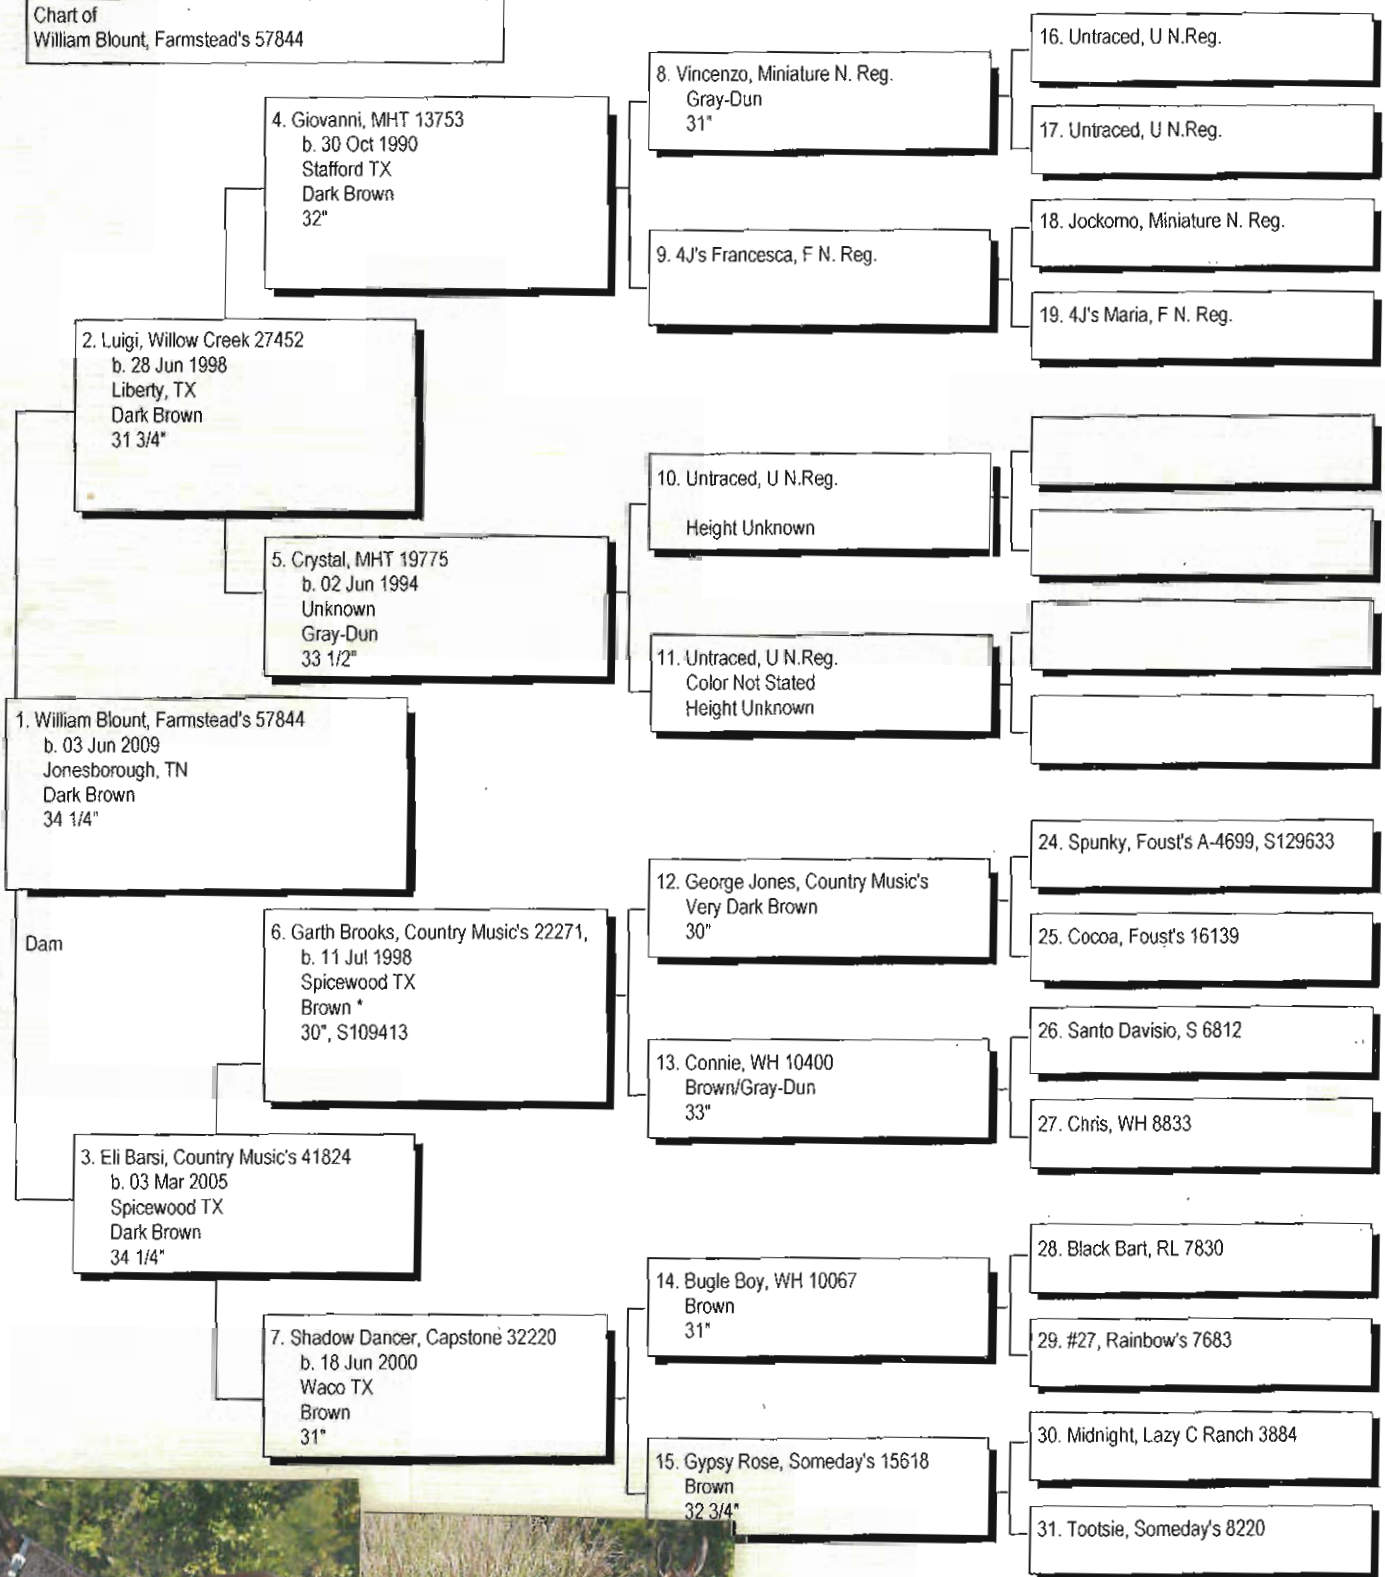 Chart of
William Blount, Farmstead's 57844
16. Untraced, U N.Reg.
8. Vincenzo, Miniature N. Reg.
Gray-Dun
31"
17. Untraced, U N.Reg.
4. Giovanni, MHT 13753
b. 30 Oct 1990
Stafford TX
Dark Brown
32"
18. Jockomo, Miniature N. Reg.
9. 4J's Francesca, F N. Reg.
19. 4J's Maria, F N. Reg.
2. Luigi, Willow Creek 27452
b. 28 Jun 1998
Liberty, TX
Dark Brown
31 3/4"
10. Untraced, U N.Reg.
Height Unknown
5. Crystal, MHT 19775
b. 02 Jun 1994
Unknown
Gray-Dun
33 1/2"
11. Untraced, U N.Reg.
Color Not Stated
Height Unknown
1. William Blount, Farmstead's 57844
b. 03 Jun 2009
Jonesborough, TN
Dark Brown
34 1/4"
24. Spunky, Foust's A-4699, S129633
12. George Jones, Country Music's
Very Dark Brown
30"
25. Cocoa, Foust's 16139
Dam
6. Garth Brooks, Country Music's 22271,
b. 11 Jul 1998
Spicewood TX
Brown *
30", S109413
26. Santo Davisio, S 6812
13. Connie, WH 10400
Brown/Gray-Dun
33"
27. Chris, WH 8833
3. Eli Barsi, Country Music's 41824
b. 03 Mar 2005
Spicewood TX
Dark Brown
34 1/4"
28. Black Bart, RL 7830
14. Bugle Boy, WH 10067
Brown
31"
29. #27, Rainbow's 7683
7. Shadow Dancer, Capstone 32220
b. 18 Jun 2000
Waco TX
Brown
31"
30. Midnight, Lazy C Ranch 3884
15. Gypsy Rose, Someday's 15618
Brown
32 3/4"
31. Tootsie, Someday's 8220